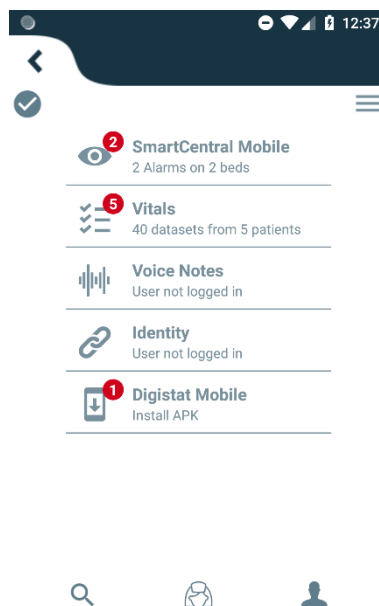 12:37
2
SmartCentral Mobile
2 Alarms on 2 beds
5
Vitals
40 datasets from 5 patients
Voice Notes
User not logged in
Identity
User not logged in
1
Digistat Mobile
Install APK